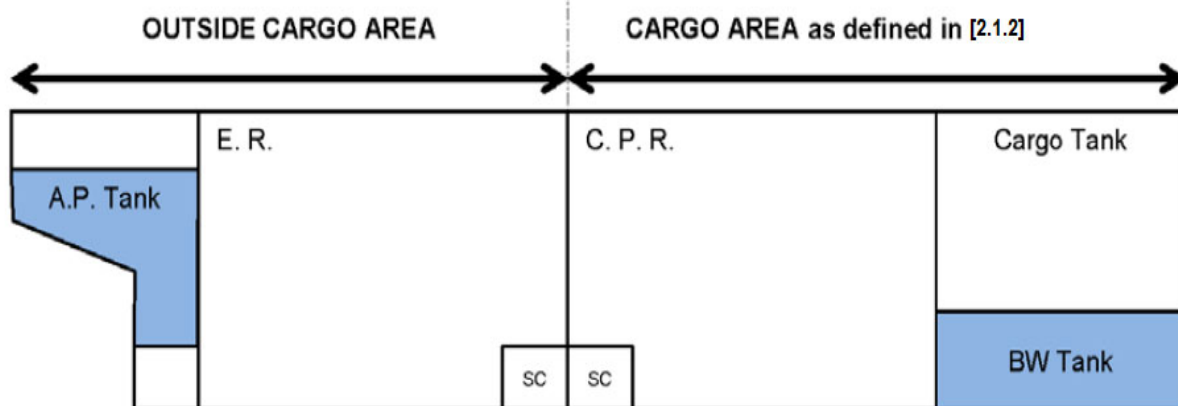 OUTSIDE CARGO AREA
CARGO AREA as defined in [2.1.2]
E. R.
C. P. R.
Cargo Tank
A.P. Tank
BW Tank
SC
SC